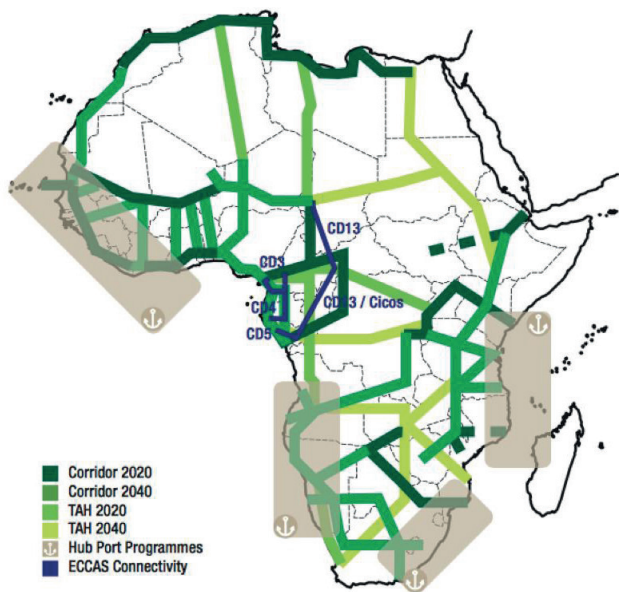 CD13
CD3
CD13 / Cicos
CD4
CD5
Corridor 2020
Corridor 2040
TAH 2020
TAH 2040
Hub Port Programmes
ECCAS Connectivity